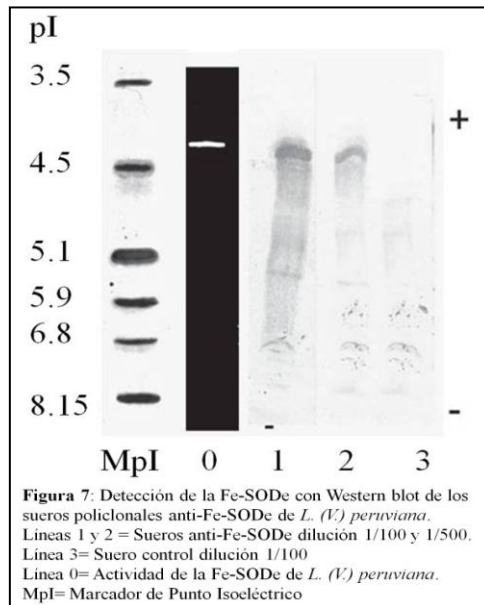 pI
3.5
+
4.5
5.1
5.9
6.8
8.15
-
-
MpI 0 1 2 3
Figura 7: Detección de la Fe-SODe con Western blot de los
sueros policlonales anti-Fe-SODe de L. (V.) peruviana.
Líneas 1 y 2 = Sueros anti-Fe-SODe dilución 1/100 y 1/500.
Línea 3= Suero control dilución 1/100
Línea 0= Actividad de la Fe-SODe de L. (V.) peruviana.
MpI= Marcador de Punto Isoeléctrico